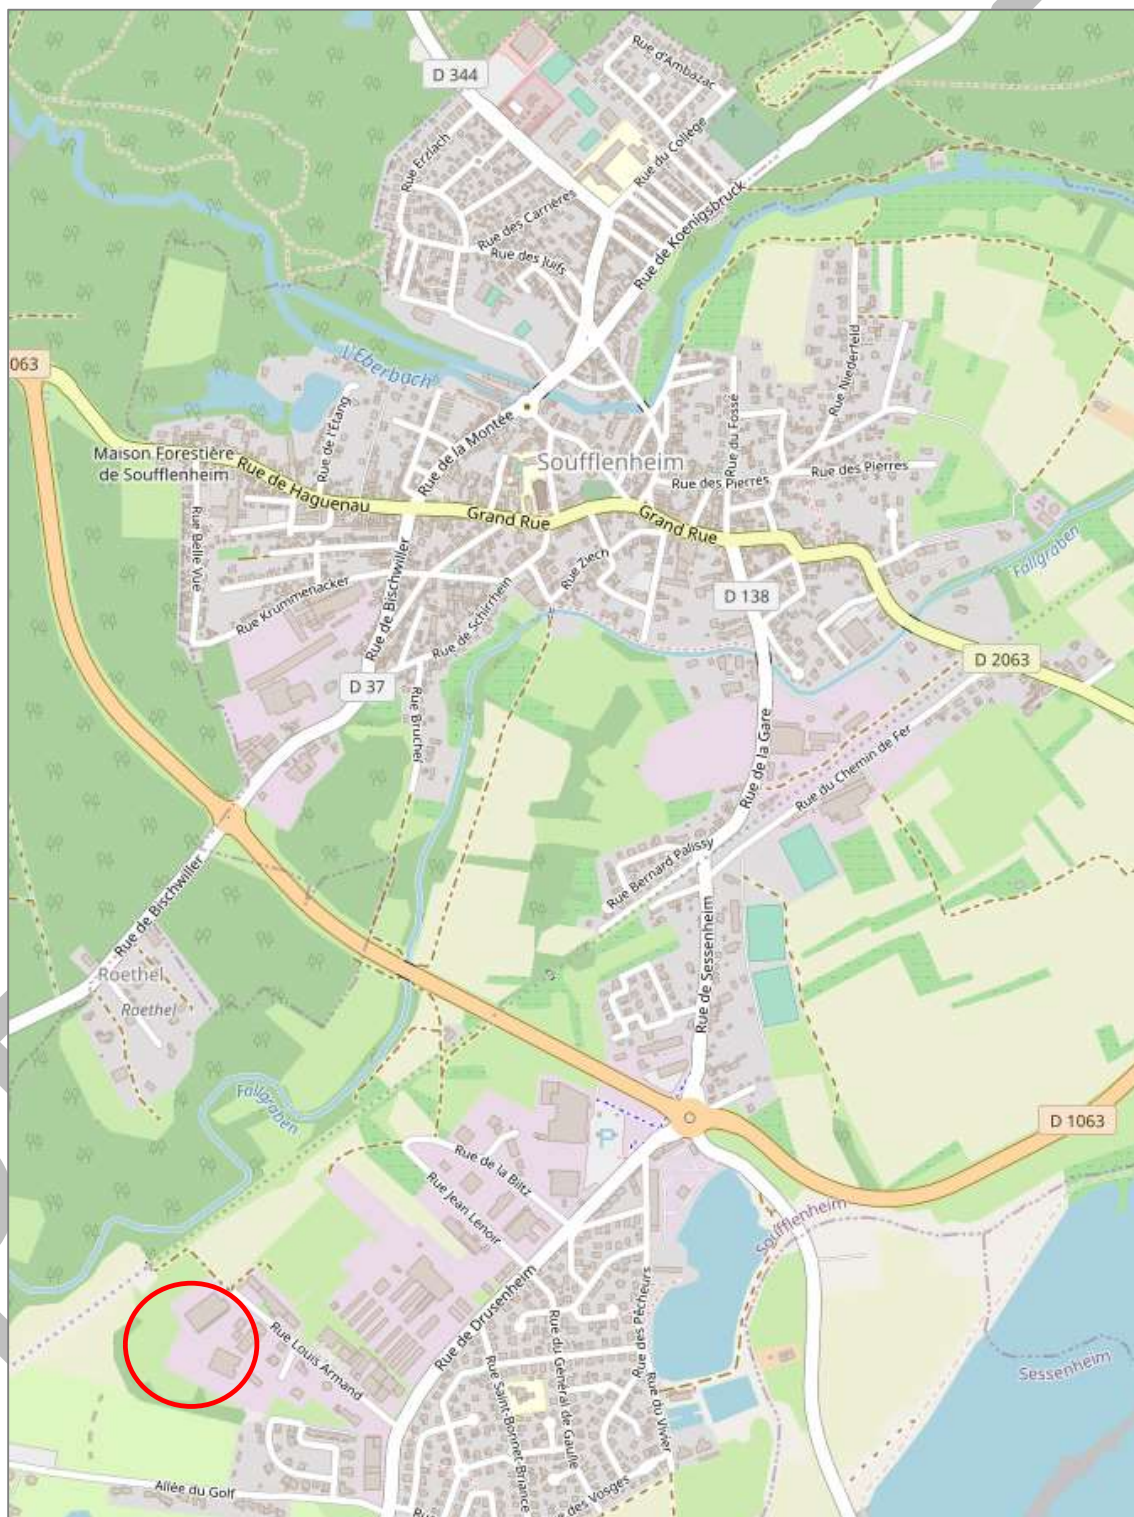 Rue d'Ambazac
D 344
Rue du Collège
Rue Erzlach
Rue des Carrières
Rue de Koenigsbruck
Rue des Juifs
Rue Niederfeld
063
L'Eberbach
Rue de l'Étang
Rue de la Montée
Rue du Fossé
Maison Forestière
de Soufflenheim
Soufflenheim
Rue des Pierres
Rue des Pierres
Rue de Haguenau
Grand Rue
Grand Rue
Rue Belle Vue
Fallgraben
Rue Ziech
Rue Krummenacker
Rue de Bischwiller
Rue de Schirrhein
D 138
D 2063
D 37
Rue Brucher
Rue de la Gare
Rue du Chemin de Fer
Rue Bernard Palissy
Rue de Bischwiller
Rue de Sessenheim
Roethel
Roethel
Fallgraben
P
D 1063
Rue de la Biltz
Rue Jean Lenoir
Soufflenheim
Rue de Drusenheim
Rue des Pêcheurs
Rue Louis Armand
Rue du Général de Gaulle
Rue Saint-Bonnet-Briance
Rue du Vivier
Sessenheim
Allée du Golf
e des Vosges